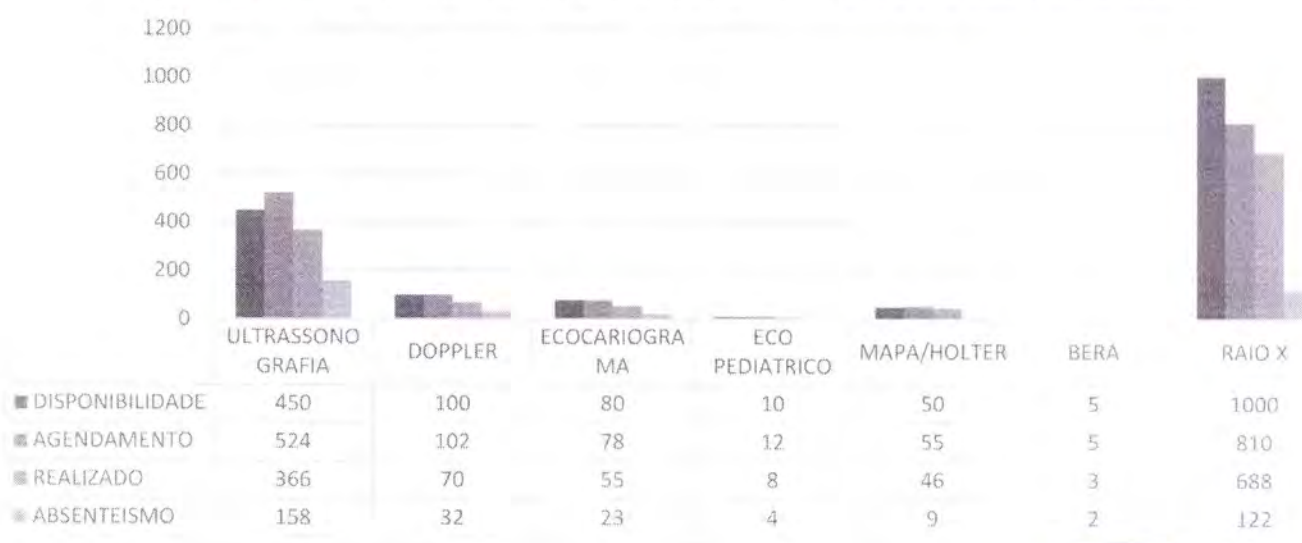 1200
1000
800
600
400
200
0
ULTRASSONO
GRAFIA
DOPPLER
ECOCARIOGRA
MA
ECO
PEDIATRICO
MAPA/HOLTER
BERA
RAIO X
DISPONIBILIDADE 450 100 80 10 50 5 1000
AGENDAMENTO 524 102 78 12 55 5 810
REALIZADO 366 70 55 8 46 3 688
ABSENTEISMO 158 32 23 4 9 2 122